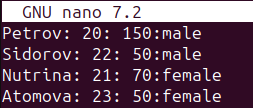 GNU nano 7.2
Petrov: 20: 150:male
Sidorov: 22: 50:male
Nutrina: 21: 70:female
Atomova: 23: 50:female